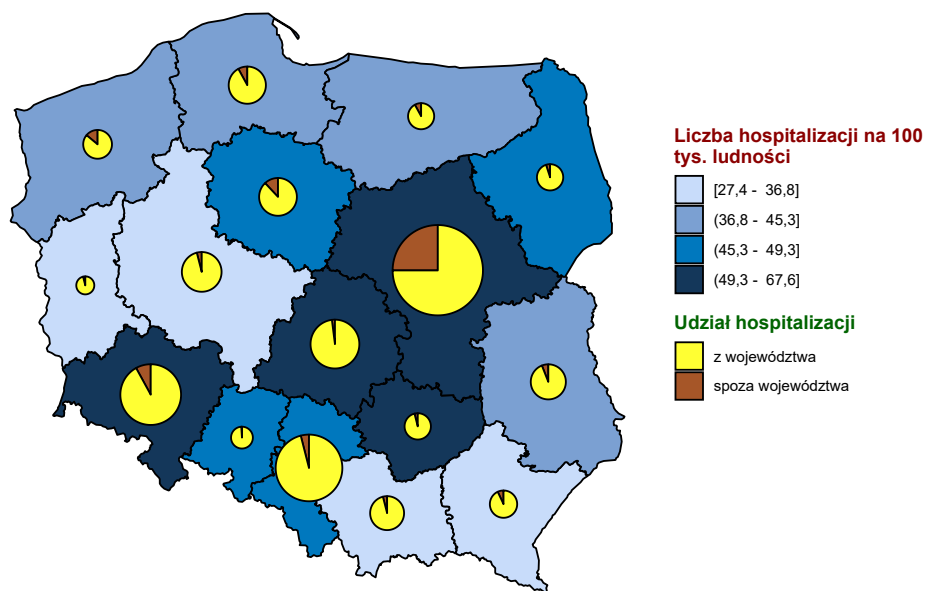 Liczba hospitalizacji na 100
tys. ludności
[27,4 - 36,8]
(36,8 - 45,3]
(45,3 - 49,3]
(49,3 - 67,6]
Udział hospitalizacji
z województwa
spoza województwa